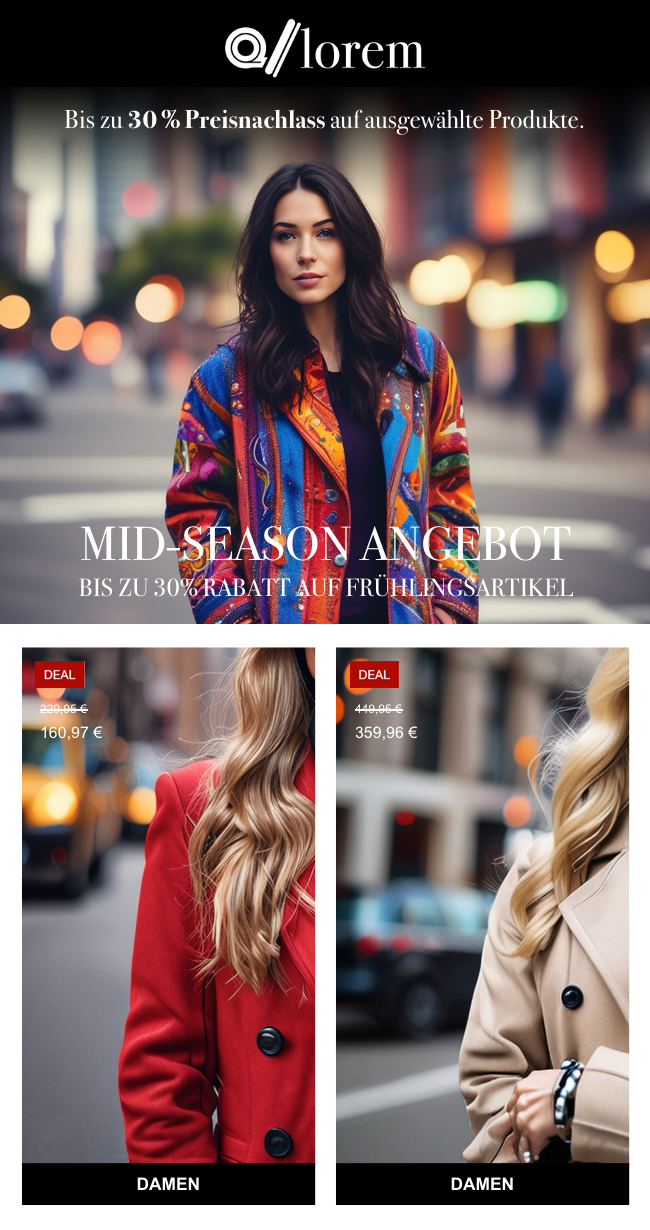 lorem
Bis zu 30 % Preisnachlass auf ausgewählte Produkte.
MID-SEASON ANGEBOT
BIS ZU 30% RABATT AUF FRÜHLINGSARTIKEL
DEAL
229,95 €
160,97 €
DAMEN
DEAL
449,95 €
359,96 €
DAMEN